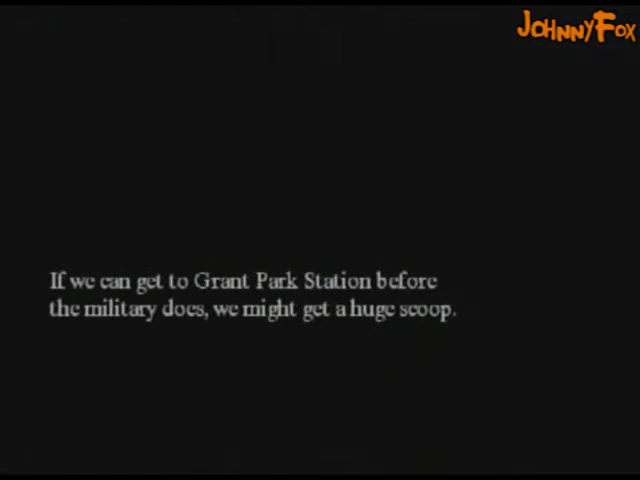 JOHNNYFOX
If we can get to Grant Park Station before
the military does, we might get a huge scoop.